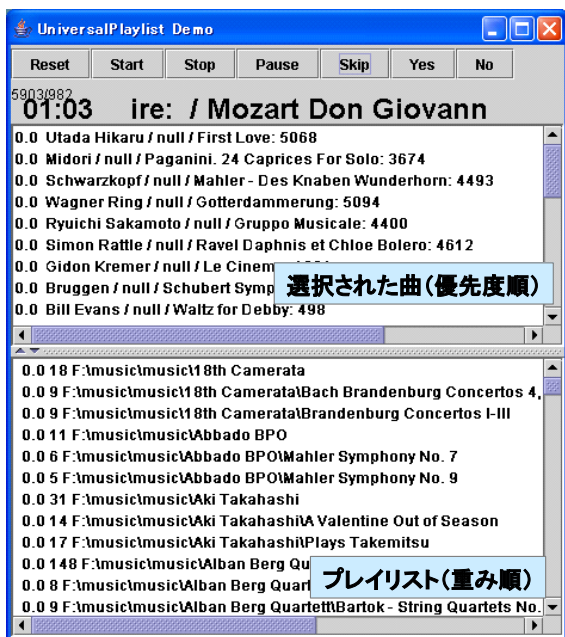 UniversalPlaylist Demo
Reset Start Stop Pause Skip Yes No
5903/982
01:03 ire: / Mozart Don Giovann
0.0 Utada Hikaru / null / First Love: 5068
0.0 Midori / null / Paganini. 24 Caprices For Solo: 3674
0.0 Schwarzkopf / null / Mahler - Des Knaben Wunderhorn: 4493
0.0 Wagner Ring / null / Gotterdammerung: 5094
0.0 Ryuichi Sakamoto / null / Gruppo Musicale: 4400
0.0 Simon Rattle / null / Ravel Daphnis et Chloe Bolero: 4612
0.0 Gidon Kremer / null / Le Cinem
0.0 Bruggen / null / Schubert Symp
選択された曲(優先度順)
0.0 Bill Evans / null / Waltz for Debby: 498
0.0 18 F:\music\music\18th Camerata
0.0 9 F:\music\music\18th Camerata\Bach Brandenburg Concertos 4,
0.0 9 F:\music\music\18th Camerata\Brandenburg Concertos I-III
0.0 11 F:\music\music\Abbado BPO
0.0 6 F:\music\music\Abbado BPO\Mahler Symphony No. 7
0.0 5 F:\music\music\Abbado BPO\Mahler Symphony No. 9
0.0 31 F:\music\music\Aki Takahashi
0.0 14 F:\music\music\Aki Takahashi\A Valentine Out of Season
0.0 17 F:\music\music\Aki Takahashi\Plays Takemitsu
0.0 148 F:\music\music\Alban Berg Qu
0.0 8 F:\music\music\Alban Berg Quart
プレイリスト(重み順)
0.0 9 F:\music\music\Alban Berg Quartett\Bartok - String Quartets No.